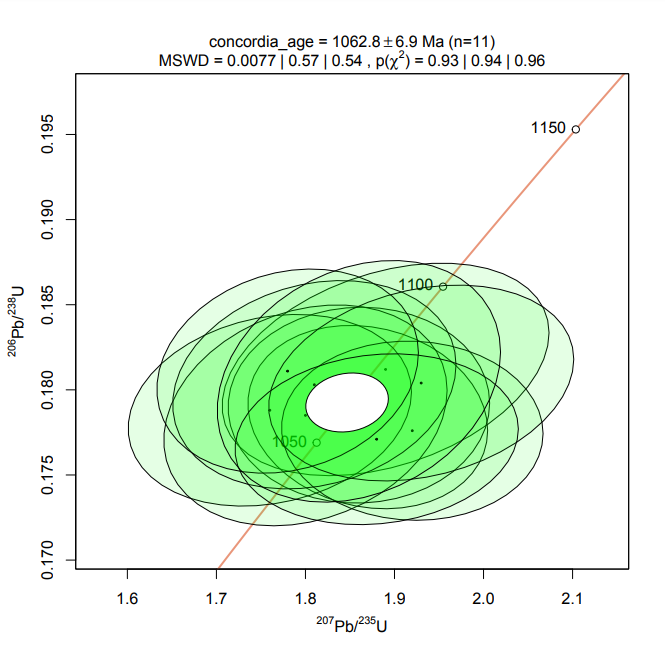 concordia_age = 1062.8±6.9 Ma (n=11)
MSWD = 0.0077 | 0.57 | 0.54 , p(χ²) = 0.93 | 0.94 | 0.96
0.195
0.190
0.185
0.180
0.175
0.170
²⁰⁶Pb/²³⁸U
1150
1100
1050
1.6 1.7 1.8 1.9 2.0 2.1
²⁰⁷Pb/²³⁵U